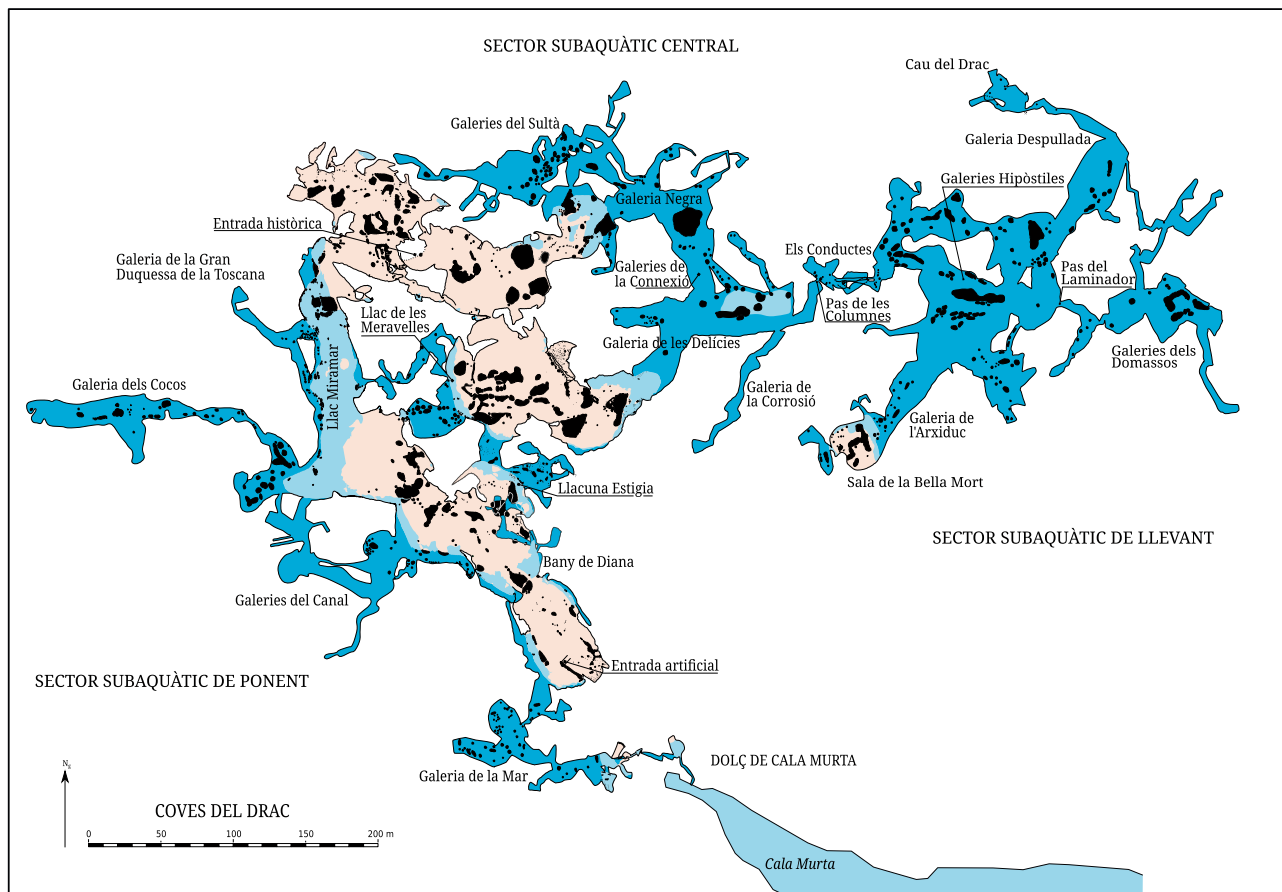 SECTOR SUBAQUÀTIC CENTRAL
Cau del Drac
Galeries del Sultà
Galeria Despullada
Galeries Hipòstiles
Galeria Negra
Entrada històrica
Els Conductes
Galeria de la Gran
Duquessa de la Toscana
Galeries de
la Connexió
Pas del
Laminador
Llac de les
Meravelles
Pas de les
Columnes
Galeria de les Delícies
Galeries dels
Domassos
Llac Miramar
Galeria dels Cocos
Galeria de
la Corrosió
Galeria de
l'Arxiduc
Sala de la Bella Mort
Llacuna Estigia
SECTOR SUBAQUÀTIC DE LLEVANT
Bany de Diana
Galeries del Canal
Entrada artificial
SECTOR SUBAQUÀTIC DE PONENT
Galeria de la Mar
DOLÇ DE CALA MURTA
Ng
COVES DEL DRAC
0 50 100 150 200 m
Cala Murta